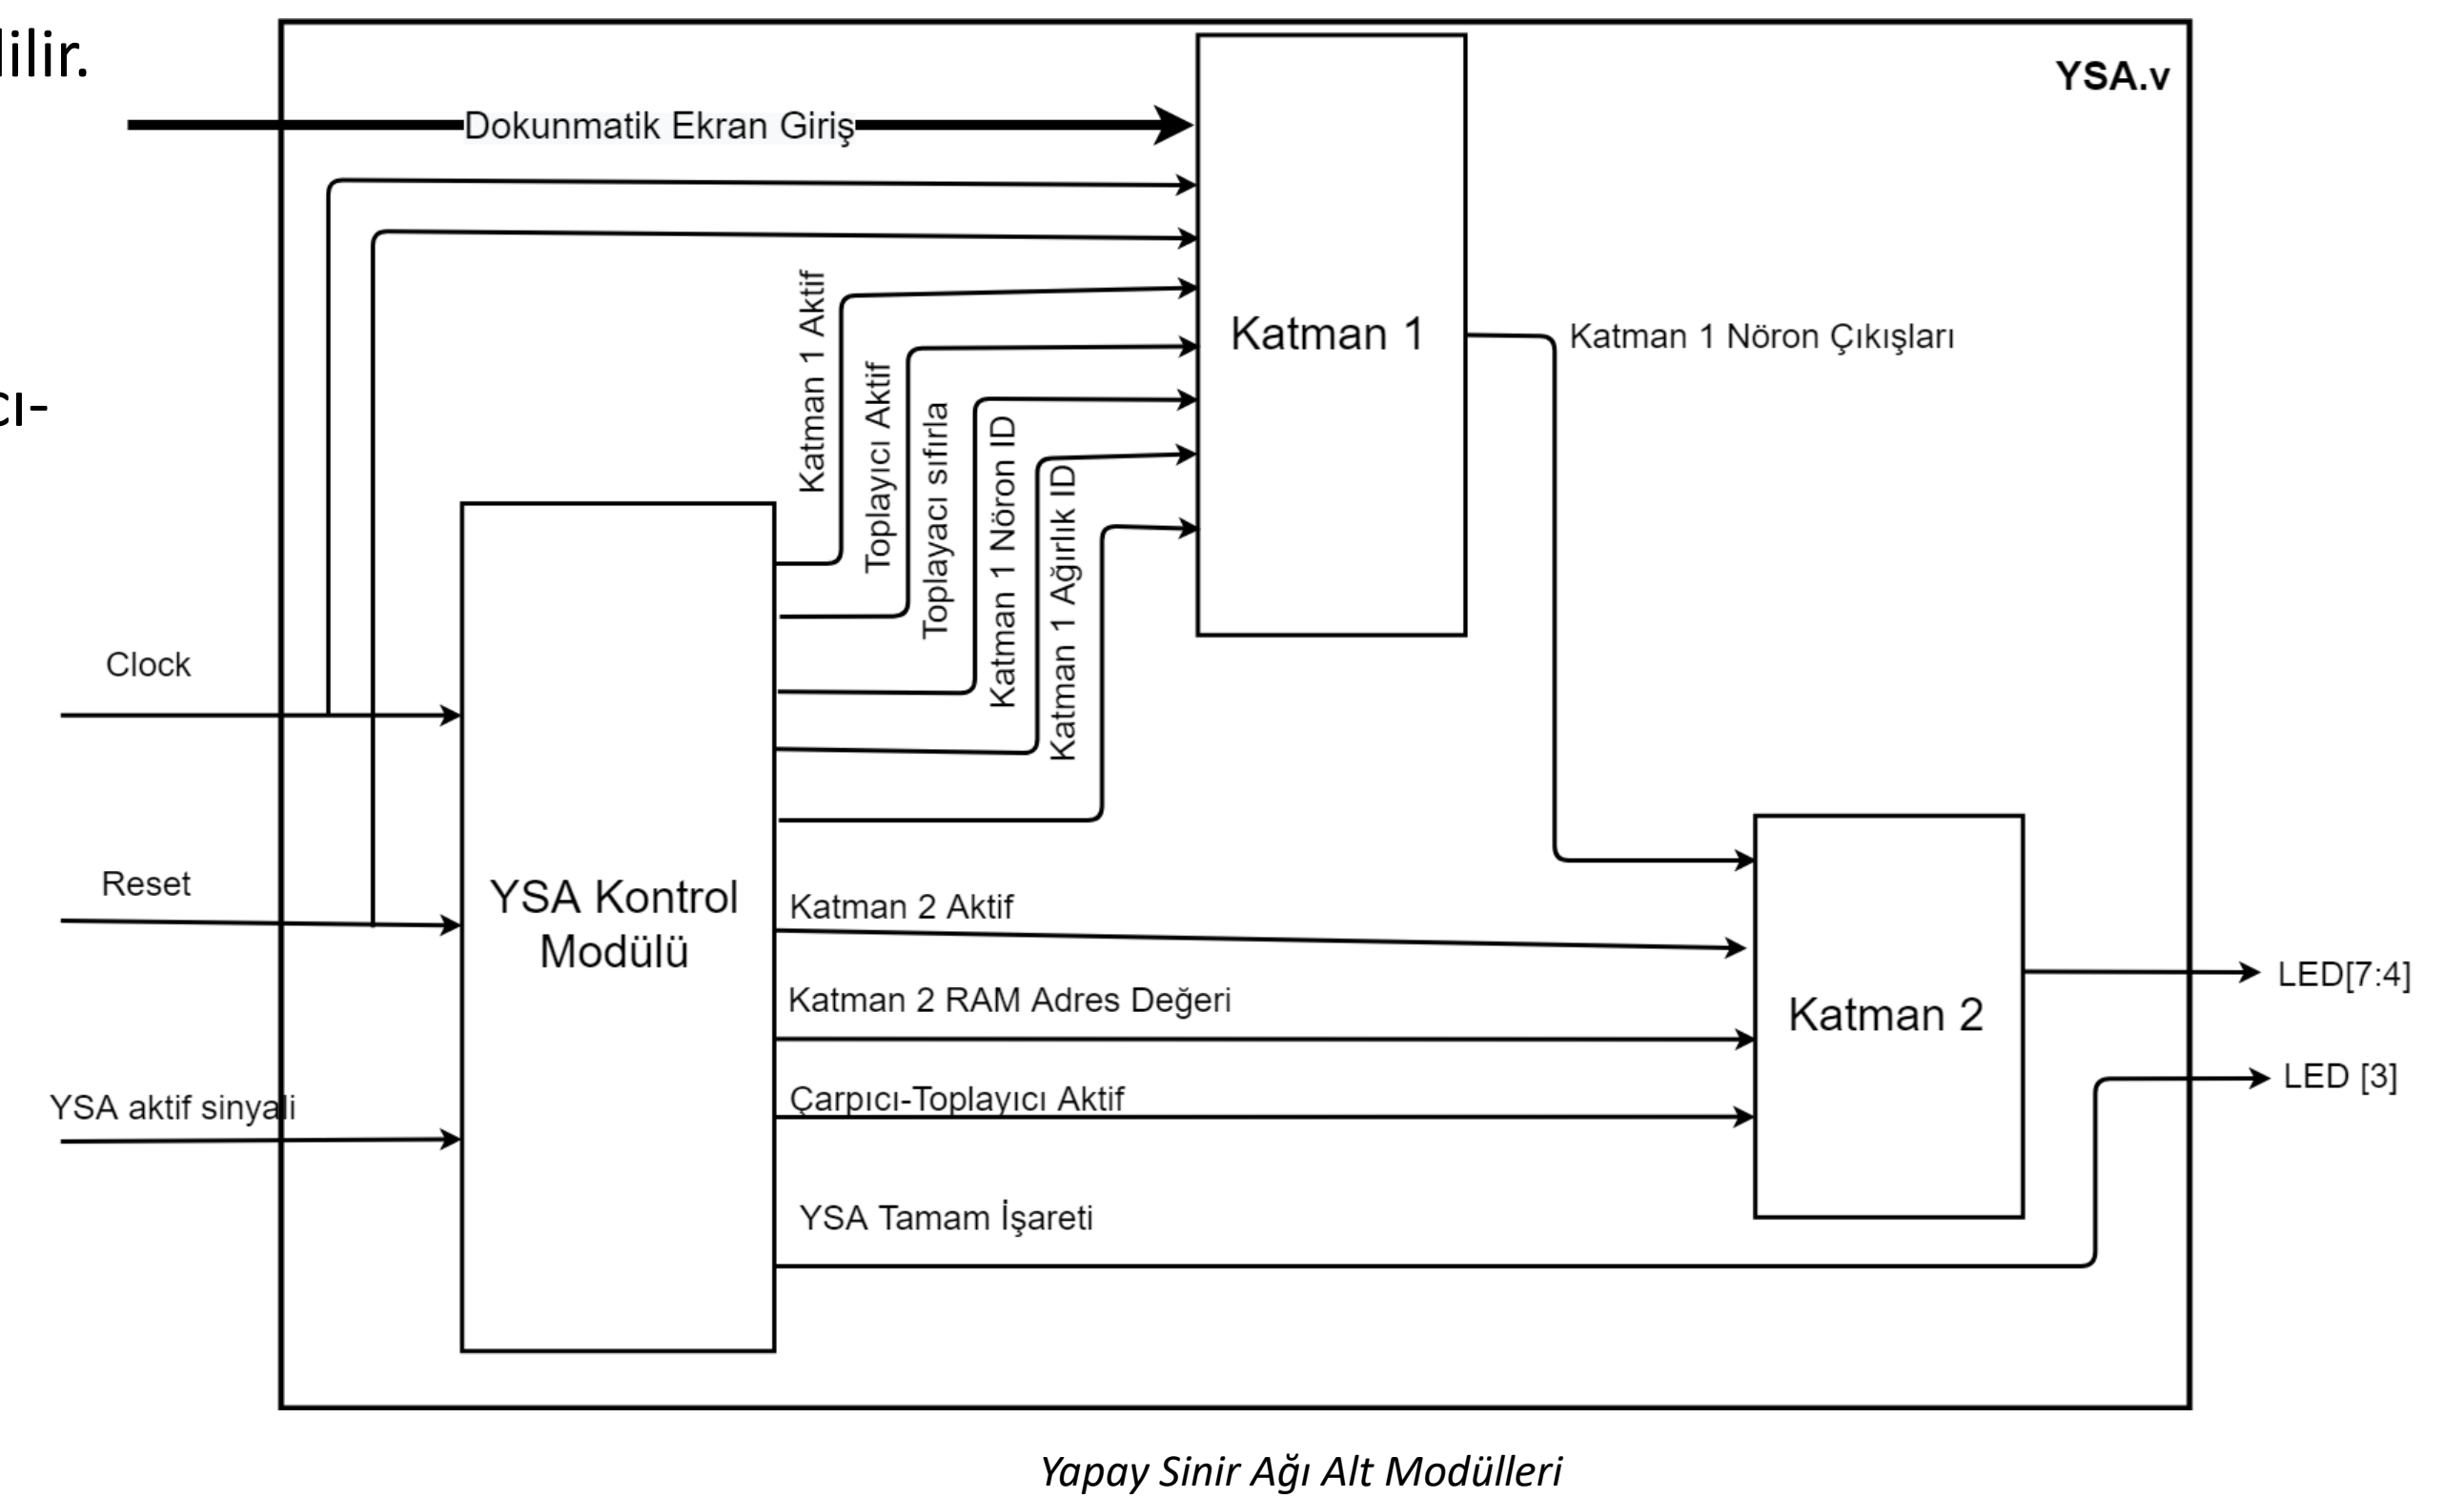 lilir.
cı-
YSA.v
Dokunmatik Ekran Giriş
Katman 1 Aktif
Toplayıcı Aktif
Toplayacı sıfırla
Katman 1 Nöron ID
Katman 1 Ağırlık ID
Katman 1
Katman 1 Nöron Çıkışları
Clock
Reset
YSA aktif sinyali
YSA Kontrol
Modülü
Katman 2 Aktif
Katman 2 RAM Adres Değeri
Çarpıcı-Toplayıcı Aktif
YSA Tamam İşareti
Katman 2
LED[7:4]
LED [3]
Yapay Sinir Ağı Alt Modülleri